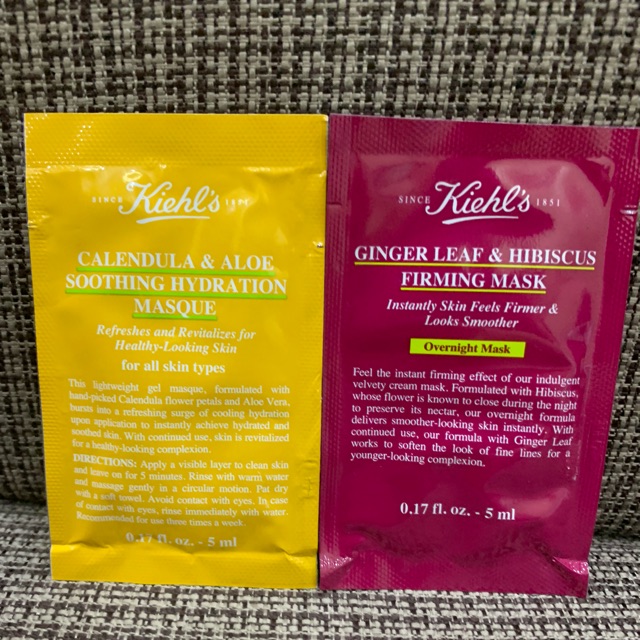 SINCE Kiehl's
CALENDULA & ALOE
SOOTHING HYDRATION
MASQUE
Refreshes and Revitalizes for
Healthy-Looking Skin
for all skin types
This lightweight gel masque, formulated with
hand-picked Calendula flower petals and Aloe Vera,
bursts into a refreshing surge of cooling hydration
upon application to instantly achieve hydrated and
soothed skin. With continued use, skin is revitalized
for a healthy-looking complexion.
DIRECTIONS: Apply a visible layer to clean skin
and leave on for 5 minutes. Rinse with warm water
and massage gently in a circular motion. Pat dry
with a soft towel. Avoid contact with eyes. In case
of contact with eyes, rinse immediately with water.
Recommended for use three times a week.
0.17 fl. oz. - 5 ml
SINCE Kiehl's 1851
GINGER LEAF & HIBISCUS
FIRMING MASK
Instantly Skin Feels Firmer &
Looks Smoother
Overnight Mask
Feel the instant firming effect of our indulgent
velvety cream mask. Formulated with Hibiscus,
whose flower is known to close during the night
to preserve its nectar, our overnight formula
delivers smoother-looking skin instantly. With
continued use, our formula with Ginger Leaf
works to soften the look of fine lines for a
younger-looking complexion.
0.17 fl. oz. - 5 ml